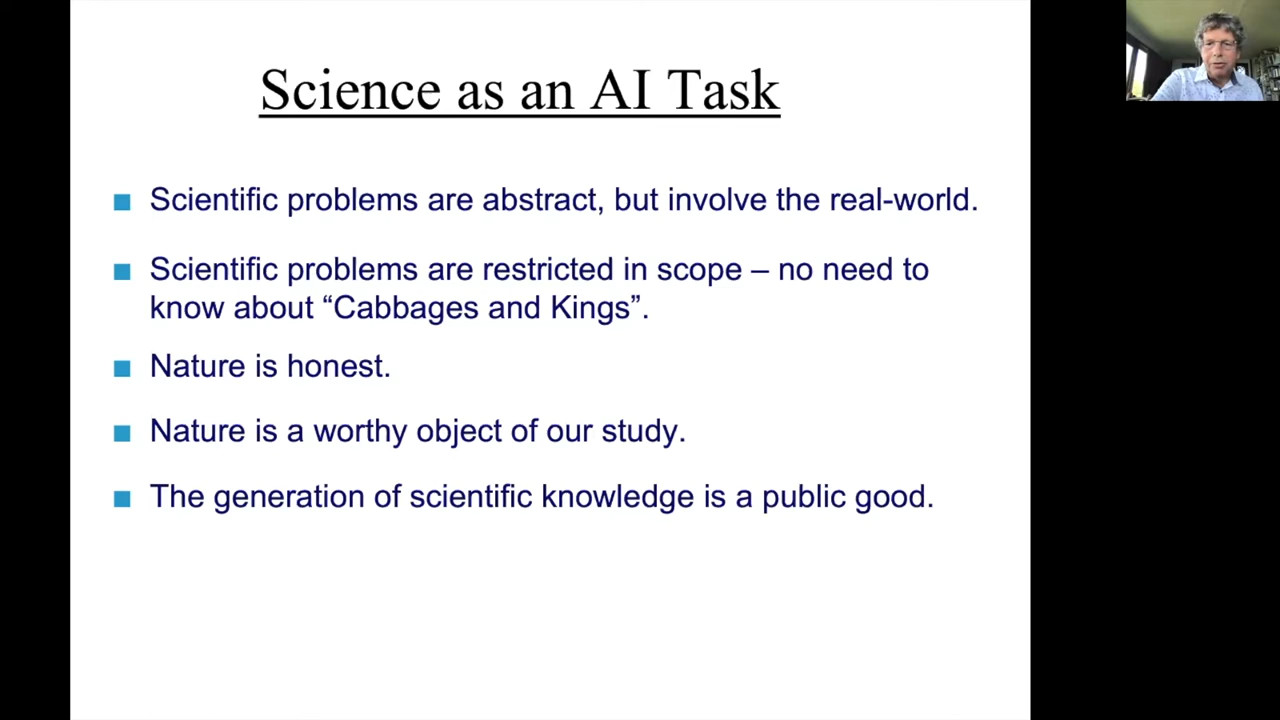 Science as an AI Task
Scientific problems are abstract, but involve the real-world.
Scientific problems are restricted in scope – no need to
know about “Cabbages and Kings”.
Nature is honest.
Nature is a worthy object of our study.
The generation of scientific knowledge is a public good.